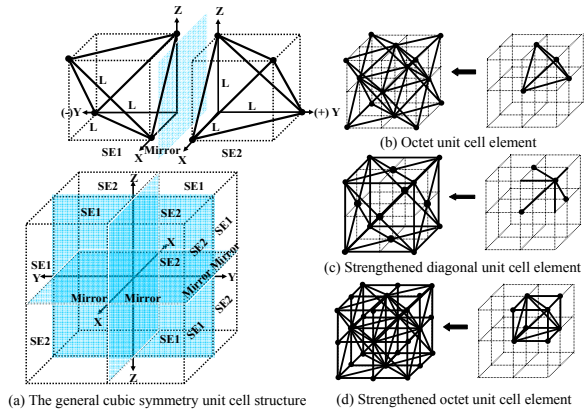 Z
Z
L
L
L
L
L
(-)Y
(+) Y
SE1
X
Mirror
X
SE2
SE2
Z
SE1
SE1
SE2
SE1
X
SE2
SE2
SE1
Mirror
Y
Y
Mirror
Mirror
Mirror
SE2
X
SE1
SE2
SE1
SE1
Z
(a) The general cubic symmetry unit cell structure
(b) Octet unit cell element
(c) Strengthened diagonal unit cell element
(d) Strengthened octet unit cell element